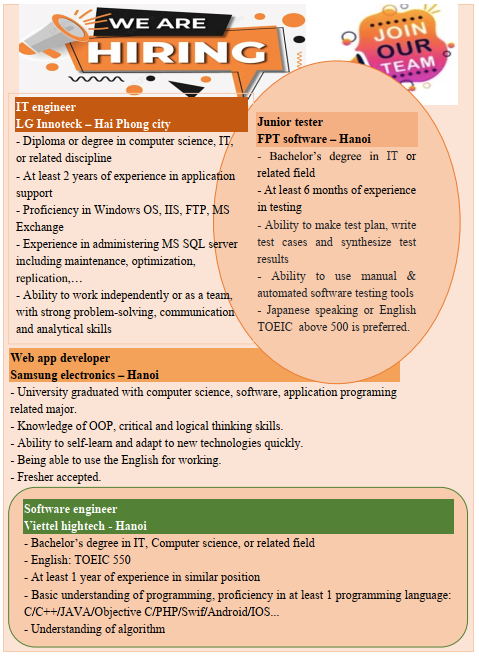 WE ARE
HIRING
JOIN
OUR
TEAM
IT engineer
LG Innoteck – Hai Phong city
- Diploma or degree in computer science, IT,
or related discipline
- At least 2 years of experience in application
support
- Proficiency in Windows OS, IIS, FTP, MS
Exchange
- Experience in administering MS SQL server
including maintenance, optimization,
replication,…
- Ability to work independently or as a team,
with strong problem-solving, communication
and analytical skills
Junior tester
FPT software – Hanoi
- Bachelor’s degree in IT or
related field
- At least 6 months of experience
in testing
- Ability to make test plan, write
test cases and synthesize test
results
- Ability to use manual &
automated software testing tools
- Japanese speaking or English
TOEIC above 500 is preferred.
Web app developer
Samsung electronics – Hanoi
- University graduated with computer science, software, application programing
related major.
- Knowledge of OOP, critical and logical thinking skills.
- Ability to self-learn and adapt to new technologies quickly.
- Being able to use the English for working.
- Fresher accepted.
Software engineer
Viettel hightech - Hanoi
- Bachelor’s degree in IT, Computer science, or related field
- English: TOEIC 550
- At least 1 year of experience in similar position
- Basic understanding of programming, proficiency in at least 1 programming language:
C/C++/JAVA/Objective C/PHP/Swif/Android/IOS...
- Understanding of algorithm